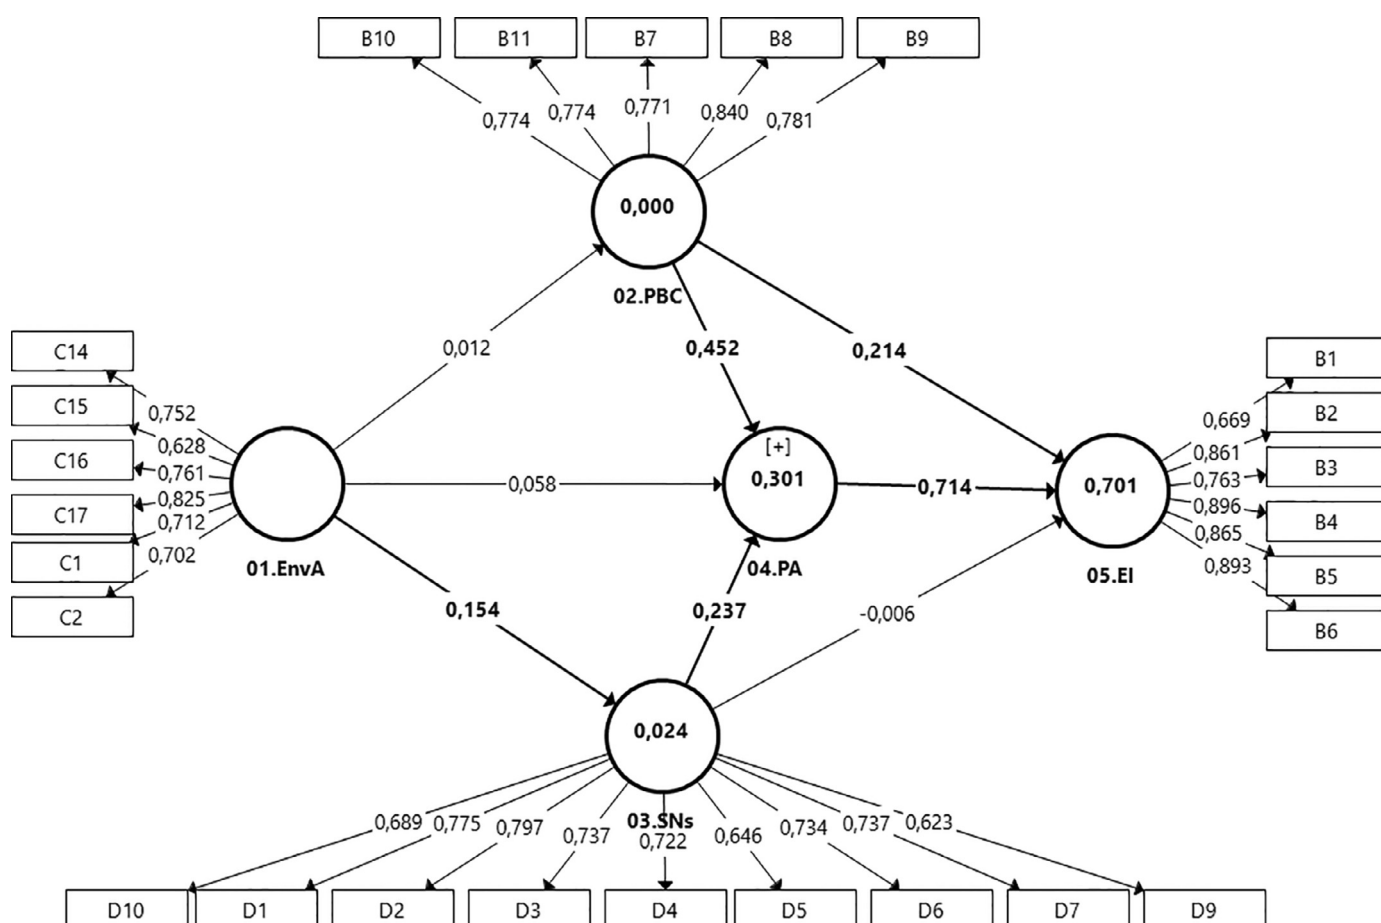 B10 B11 B7 B8 B9
0,774 0,774 0,771 0,840 0,781
0,000
02.PBC
0,012 0,452 0,214
C14
C15
C16
C17
C1
C2
0,752
0,628
0,761
0,825
0,712
0,702
01.EnvA
0,058
[+]
0,301
04.PA
0,714
0,701
05.EI
B1
B2
B3
B4
B5
B6
0,669
0,861
0,763
0,896
0,865
0,893
0,154 0,237 -0,006
0,024
03.SNs
0,689 0,775 0,797 0,737 0,722 0,646 0,734 0,737 0,623
D10 D1 D2 D3 D4 D5 D6 D7 D9